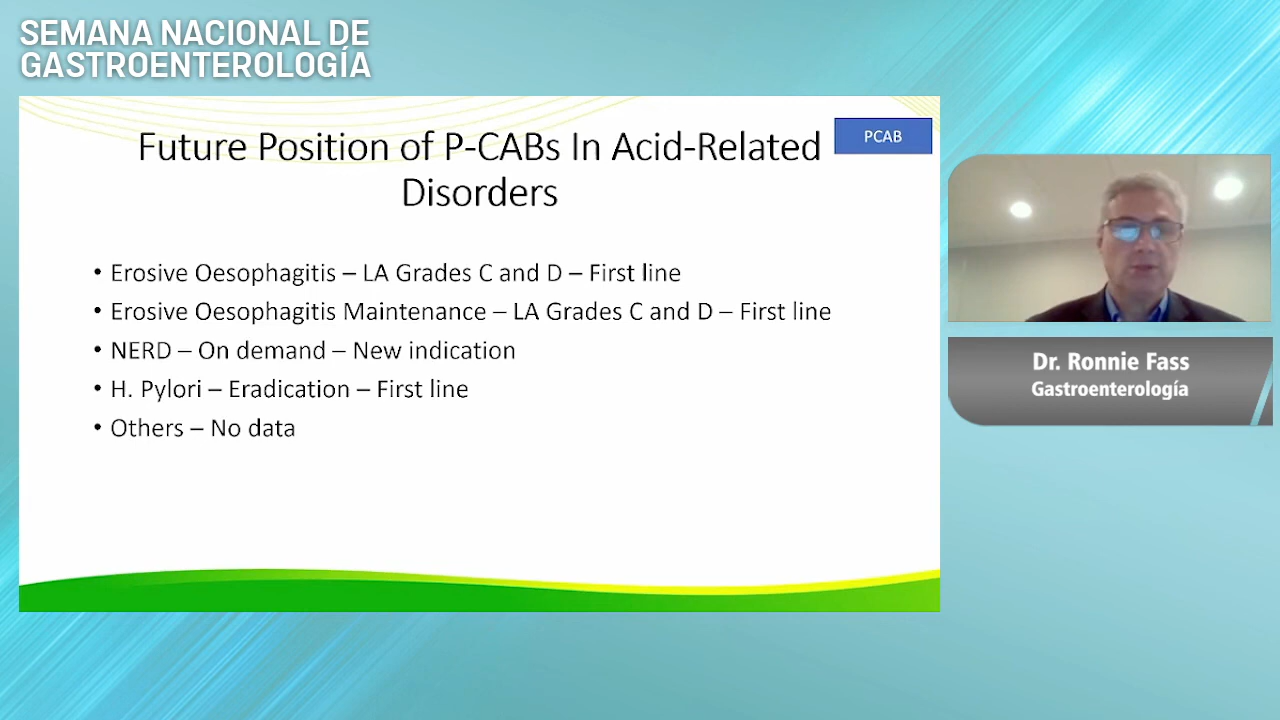 SEMANA NACIONAL DE
GASTROENTEROLOGÍA
Future Position of P-CABs In Acid-Related
Disorders
PCAB
• Erosive Oesophagitis – LA Grades C and D – First line
• Erosive Oesophagitis Maintenance – LA Grades C and D – First line
• NERD – On demand – New indication
• H. Pylori – Eradication – First line
• Others – No data
Dr. Ronnie Fass
Gastroenterología